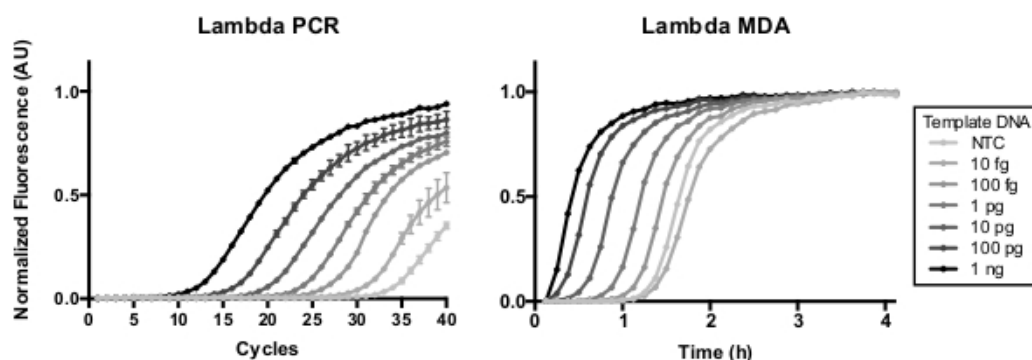 Lambda PCR
Normalized Fluorescence (AU)
1.0
0.5
0.0
0 5 10 15 20 25 30 35 40
Cycles
Lambda MDA
1.0
0.5
0.0
0 1 2 3 4
Time (h)
Template DNA
NTC
10 fg
100 fg
1 pg
10 pg
100 pg
1 ng